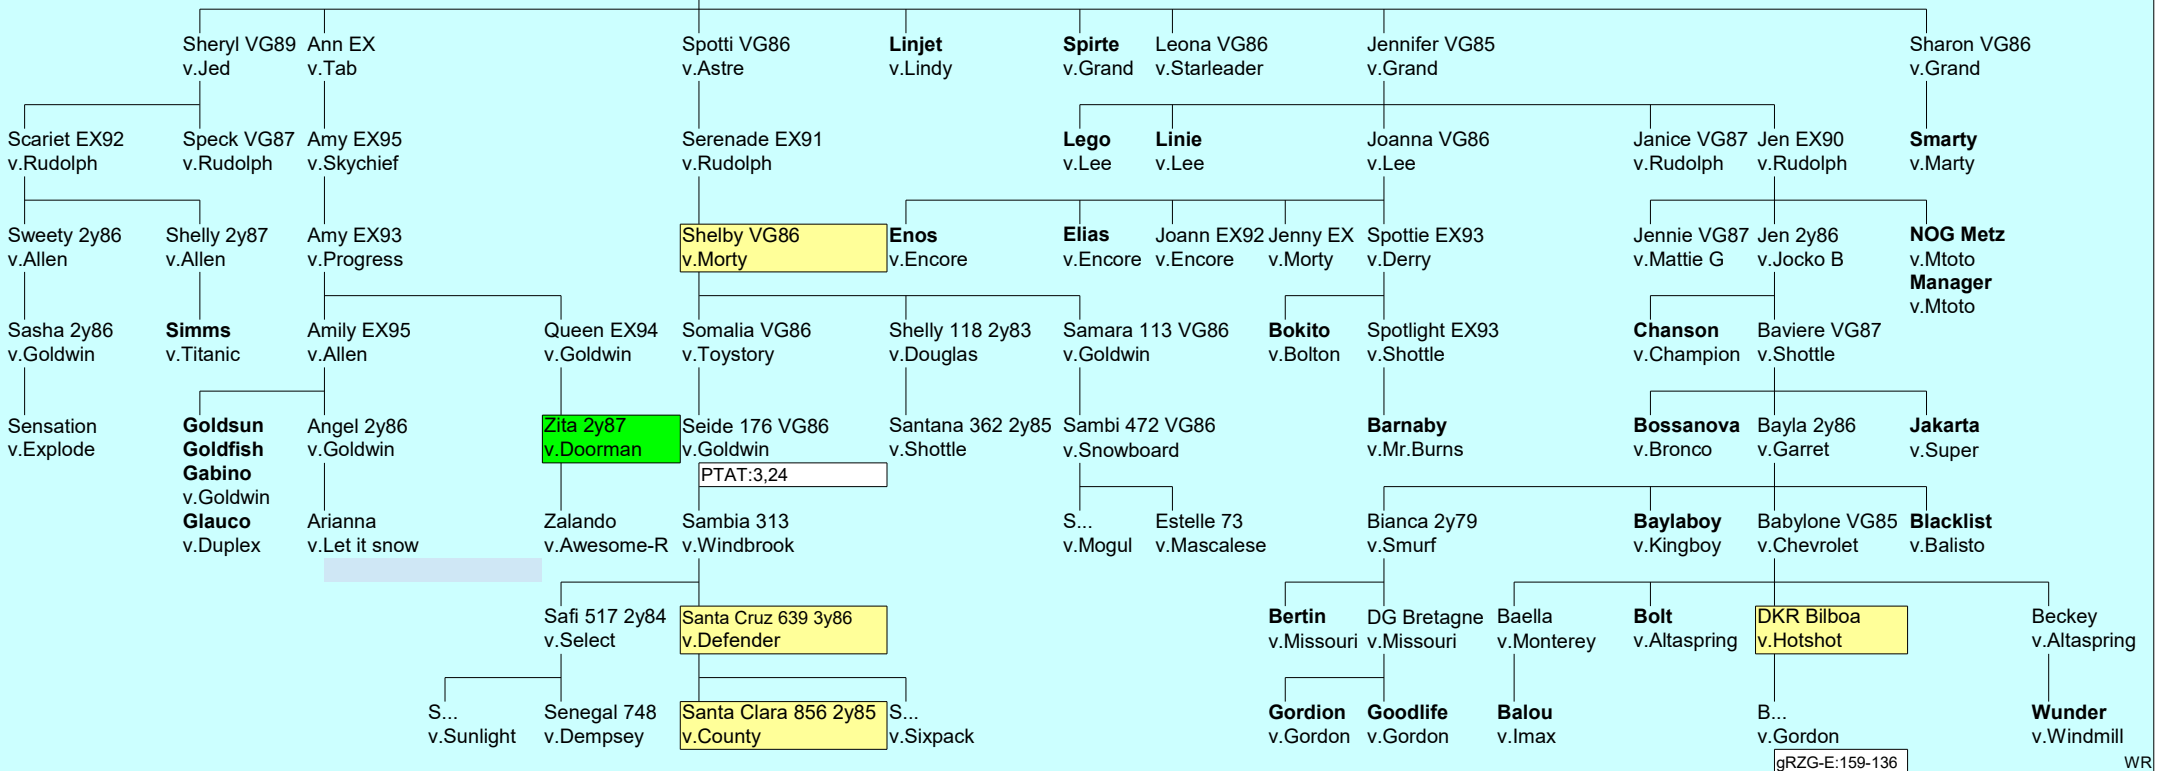 Sheryl VG89
v.Jed
Ann EX
v.Tab
Spotti VG86
v.Astre
Linjet
v.Lindy
Spirte
v.Grand
Leona VG86
v.Starleader
Jennifer VG85
v.Grand
Sharon VG86
v.Grand
Scariet EX92
v.Rudolph
Speck VG87
v.Rudolph
Amy EX95
v.Skychief
Serenade EX91
v.Rudolph
Lego
v.Lee
Linie
v.Lee
Joanna VG86
v.Lee
Janice VG87
v.Rudolph
Jen EX90
v.Rudolph
Smarty
v.Marty
Sweety 2y86
v.Allen
Shelly 2y87
v.Allen
Amy EX93
v.Progress
Shelby VG86
v.Morty
Enos
v.Encore
Elias
v.Encore
Joann EX92
v.Encore
Jenny EX
v.Morty
Spottie EX93
v.Derry
Jennie VG87
v.Mattie G
Jen 2y86
v.Jocko B
NOG Metz
v.Mtoto
Manager
v.Mtoto
Sasha 2y86
v.Goldwin
Simms
v.Titanic
Amily EX95
v.Allen
Queen EX94
v.Goldwin
Somalia VG86
v.Toystory
Shelly 118 2y83
v.Douglas
Samara 113 VG86
v.Goldwin
Bokito
v.Bolton
Spotlight EX93
v.Shottle
Chanson
v.Champion
Baviere VG87
v.Shottle
Sensation
v.Explode
Goldsun
Goldfish
Gabino
v.Goldwin
Glauco
v.Duplex
Angel 2y86
v.Goldwin
Zita 2y87
v.Doorman
Seide 176 VG86
v.Goldwin
PTAT:3,24
Santana 362 2y85
v.Shottle
Sambi 472 VG86
v.Snowboard
Barnaby
v.Mr.Burns
Bossanova
v.Bronco
Bayla 2y86
v.Garret
Jakarta
v.Super
Arianna
v.Let it snow
Zalando
v.Awesome-R
Sambia 313
v.Windbrook
S...
v.Mogul
Estelle 73
v.Mascalese
Bianca 2y79
v.Smurf
Baylaboy
v.Kingboy
Babylone VG85
v.Chevrolet
Blacklist
v.Balisto
Safi 517 2y84
v.Select
Santa Cruz 639 3y86
v.Defender
Bertin
v.Missouri
DG Bretagne
v.Missouri
Baella
v.Monterey
Bolt
v.Altaspring
DKR Bilboa
v.Hotshot
Beckey
v.Altaspring
S...
v.Sunlight
Senegal 748
v.Dempsey
Santa Clara 856 2y85
v.County
S...
v.Sixpack
Gordion
v.Gordon
Goodlife
v.Gordon
Balou
v.Imax
B...
v.Gordon
gRZG-E:159-136
Wunder
v.Windmill
WR